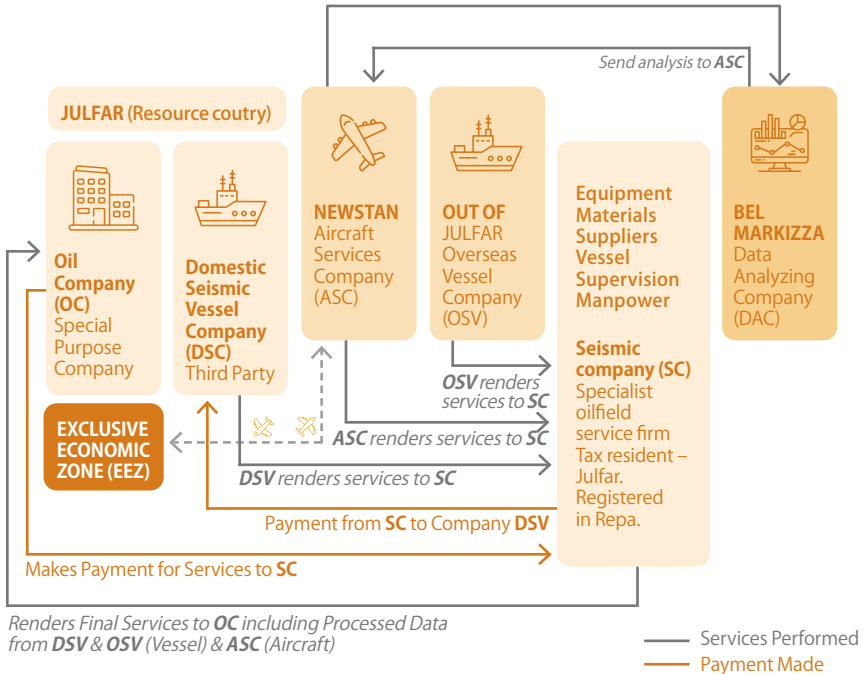 Send analysis to ASC
JULFAR (Resource coutry)
Oil
Company
(OC)
Special
Purpose
Company
Domestic
Seismic
Vessel
Company
(DSC)
Third Party
NEWSTAN
Aircraft
Services
Company
(ASC)
OUT OF
JULFAR
Overseas
Vessel
Company
(OSV)
Equipment
Materials
Suppliers
Vessel
Supervision
Manpower
Seismic
company (SC)
Specialist
oilfield
service firm
Tax resident –
Julfar.
Registered
in Repa.
BEL
MARKIZZA
Data
Analyzing
Company
(DAC)
EXCLUSIVE
ECONOMIC
ZONE (EEZ)
OSV renders
services to SC
ASC renders services to SC
DSV renders services to SC
Payment from SC to Company DSV
Makes Payment for Services to SC
Renders Final Services to OC including Processed Data
from DSV & OSV (Vessel) & ASC (Aircraft)
Services Performed
Payment Made